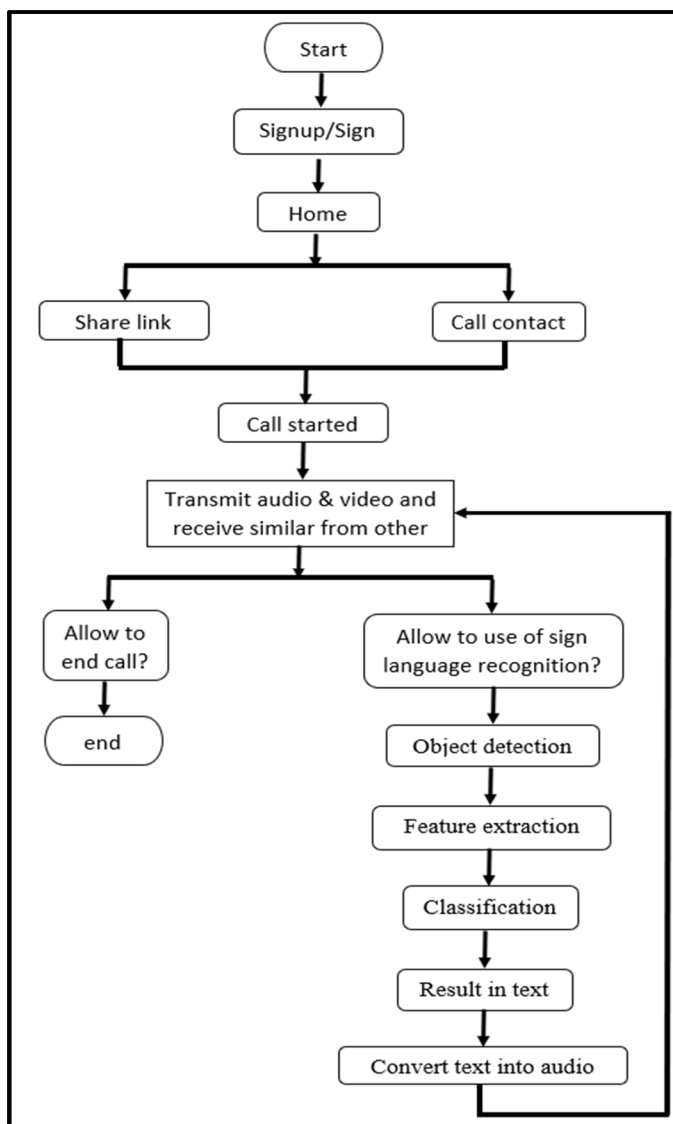 Start
Signup/Sign
Home
Share link
Call contact
Call started
Transmit audio & video and
receive similar from other
Allow to
end call?
end
Allow to use of sign
language recognition?
Object detection
Feature extraction
Classification
Result in text
Convert text into audio